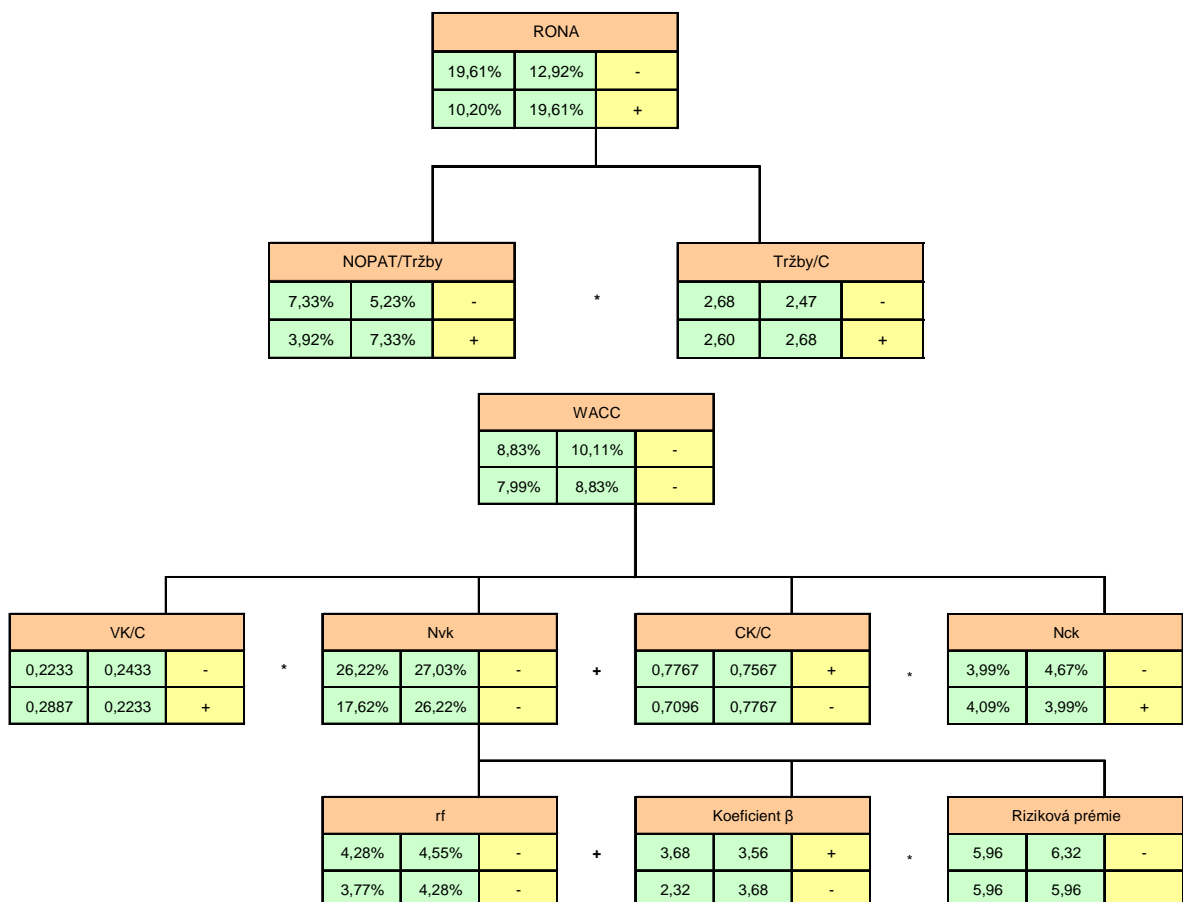 RONA
19,61% 12,92% -
10,20% 19,61% +
NOPAT/Tržby * Tržby/C
7,33% 5,23% - 2,68 2,47 -
3,92% 7,33% + 2,60 2,68 +
WACC
8,83% 10,11% -
7,99% 8,83% -
VK/C Nvk CK/C Nck
0,2233 0,2433 - * 26,22% 27,03% - + 0,7767 0,7567 + * 3,99% 4,67% -
0,2887 0,2233 + 17,62% 26,22% - 0,7096 0,7767 - 4,09% 3,99% +
rf Koeficient β Riziková prémie
4,28% 4,55% - + 3,68 3,56 + * 5,96 6,32 -
3,77% 4,28% - 2,32 3,68 - 5,96 5,96